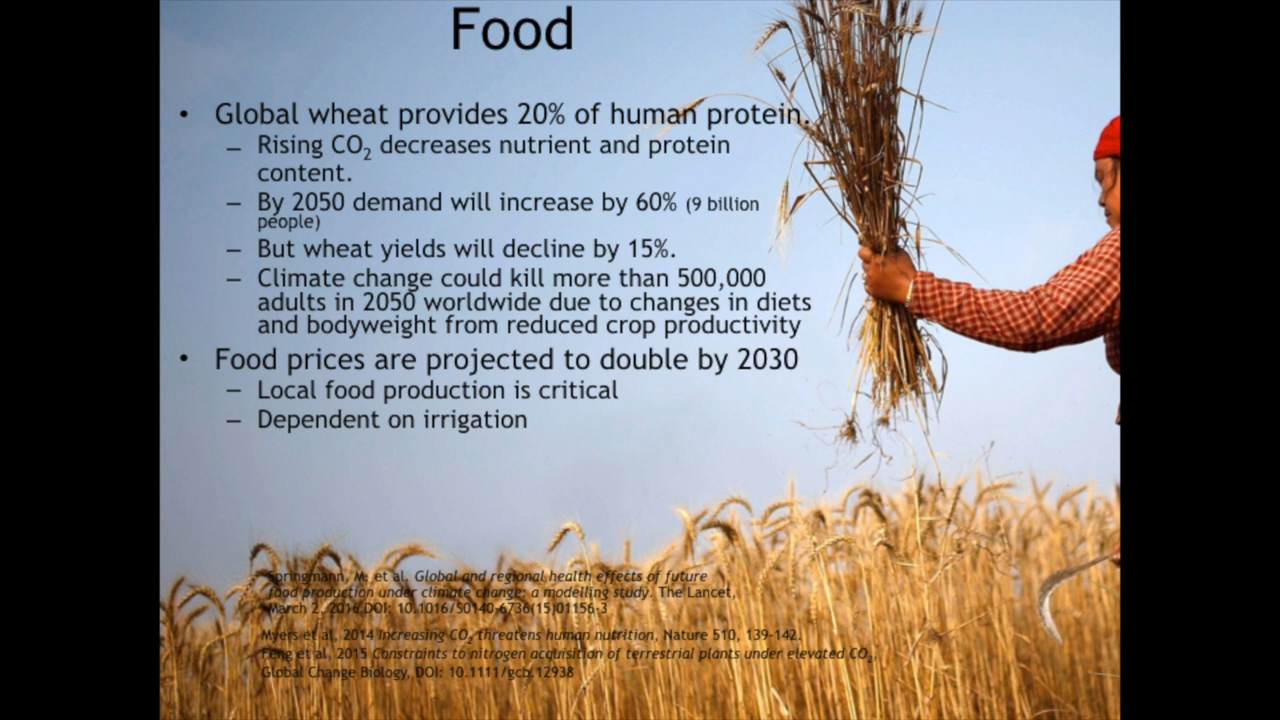 Food
• Global wheat provides 20% of human protein.
– Rising CO₂ decreases nutrient and protein
content.
– By 2050 demand will increase by 60% (9 billion
people)
– But wheat yields will decline by 15%.
– Climate change could kill more than 500,000
adults in 2050 worldwide due to changes in diets
and bodyweight from reduced crop productivity
• Food prices are projected to double by 2030
– Local food production is critical
– Dependent on irrigation
Springmann, M. et al. Global and regional health effects of future
food production under climate change: a modelling study. The Lancet,
March 2, 2016 DOI: 10.1016/S0140-6736(15)01156-3
Myers et al, 2014 Increasing CO₂ threatens human nutrition, Nature 510, 139-142.
Feng et al, 2015 Constraints to nitrogen acquisition of terrestrial plants under elevated CO₂,
Global Change Biology, DOI: 10.1111/gcb.12938